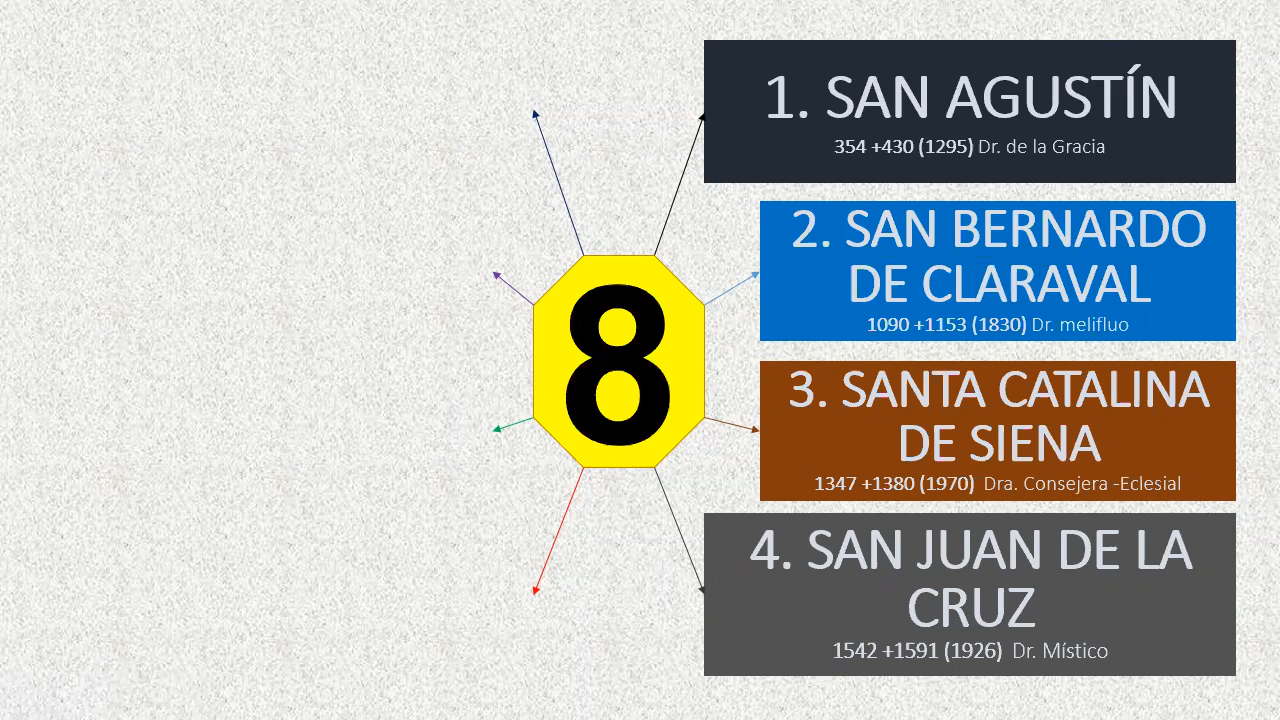 8
1. SAN AGUSTÍN
354 +430 (1295) Dr. de la Gracia
2. SAN BERNARDO
DE CLARAVAL
1090 +1153 (1830) Dr. melifluo
3. SANTA CATALINA
DE SIENA
1347 +1380 (1970) Dra. Consejera -Eclesial
4. SAN JUAN DE LA
CRUZ
1542 +1591 (1926) Dr. Místico